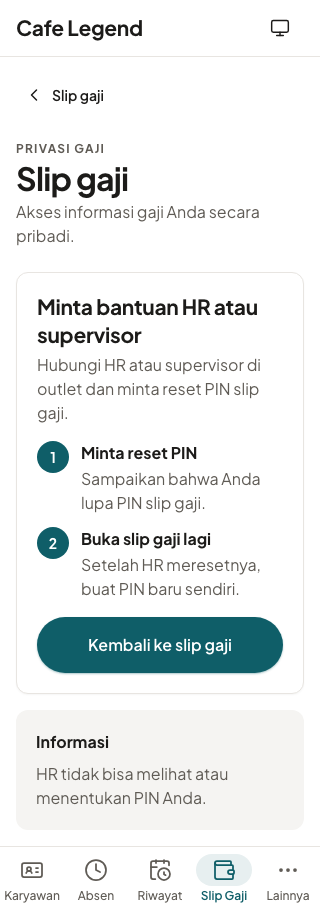 Cafe Legend
Slip gaji
PRIVASI GAJI
Slip gaji
Akses informasi gaji Anda secara
pribadi.
Minta bantuan HR atau
supervisor
Hubungi HR atau supervisor di
outlet dan minta reset PIN slip
gaji.
1
Minta reset PIN
Sampaikan bahwa Anda
lupa PIN slip gaji.
2
Buka slip gaji lagi
Setelah HR meresetnya,
buat PIN baru sendiri.
Kembali ke slip gaji
Informasi
HR tidak bisa melihat atau
menentukan PIN Anda.
Karyawan Absen Riwayat Slip Gaji Lainnya